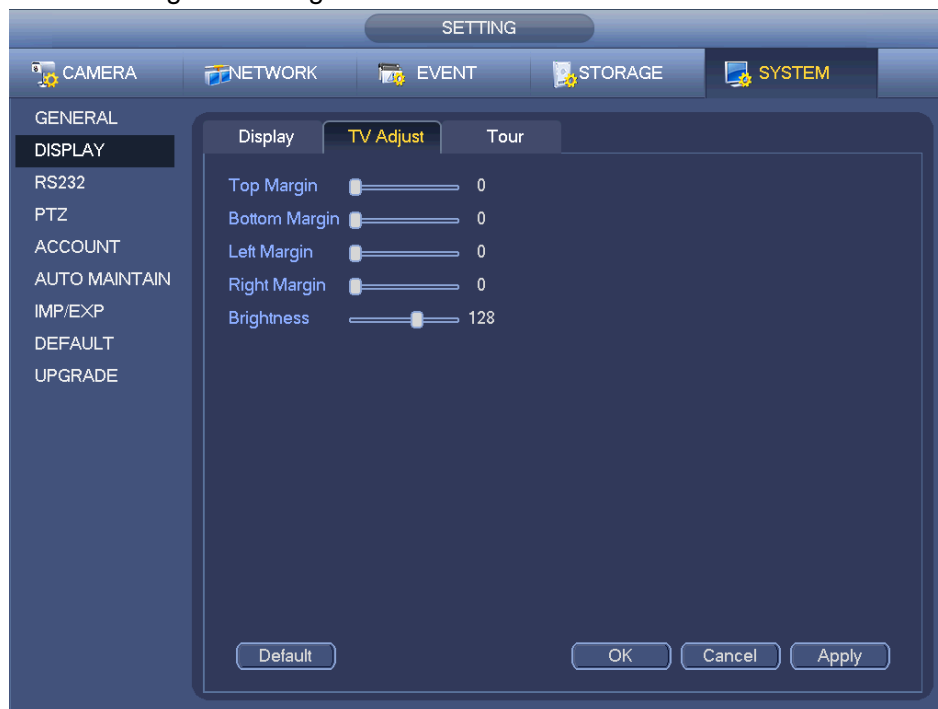 SETTING
CAMERA NETWORK EVENT STORAGE SYSTEM
GENERAL
DISPLAY
RS232
PTZ
ACCOUNT
AUTO MAINTAIN
IMP/EXP
DEFAULT
UPGRADE
Display TV Adjust Tour
Top Margin 0
Bottom Margin 0
Left Margin 0
Right Margin 0
Brightness 128
Default OK Cancel Apply